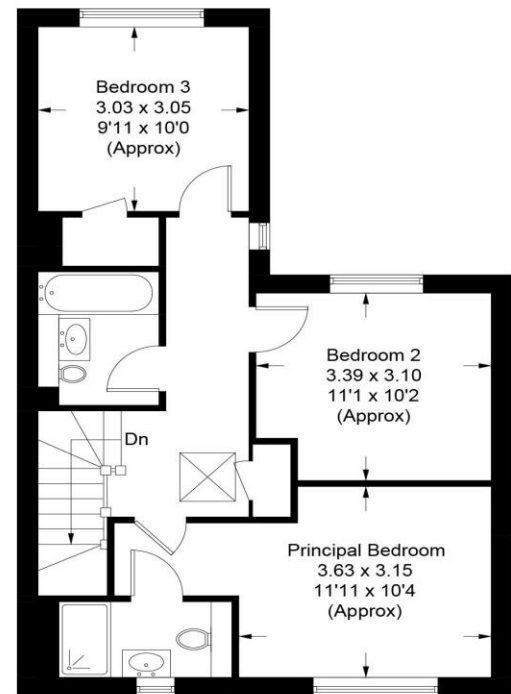 Bedroom 3
3.03 x 3.05
9'11 x 10'0
(Approx)
Bedroom 2
3.39 x 3.10
11'1 x 10'2
(Approx)
Dn
Principal Bedroom
3.63 x 3.15
11'11 x 10'4
(Approx)